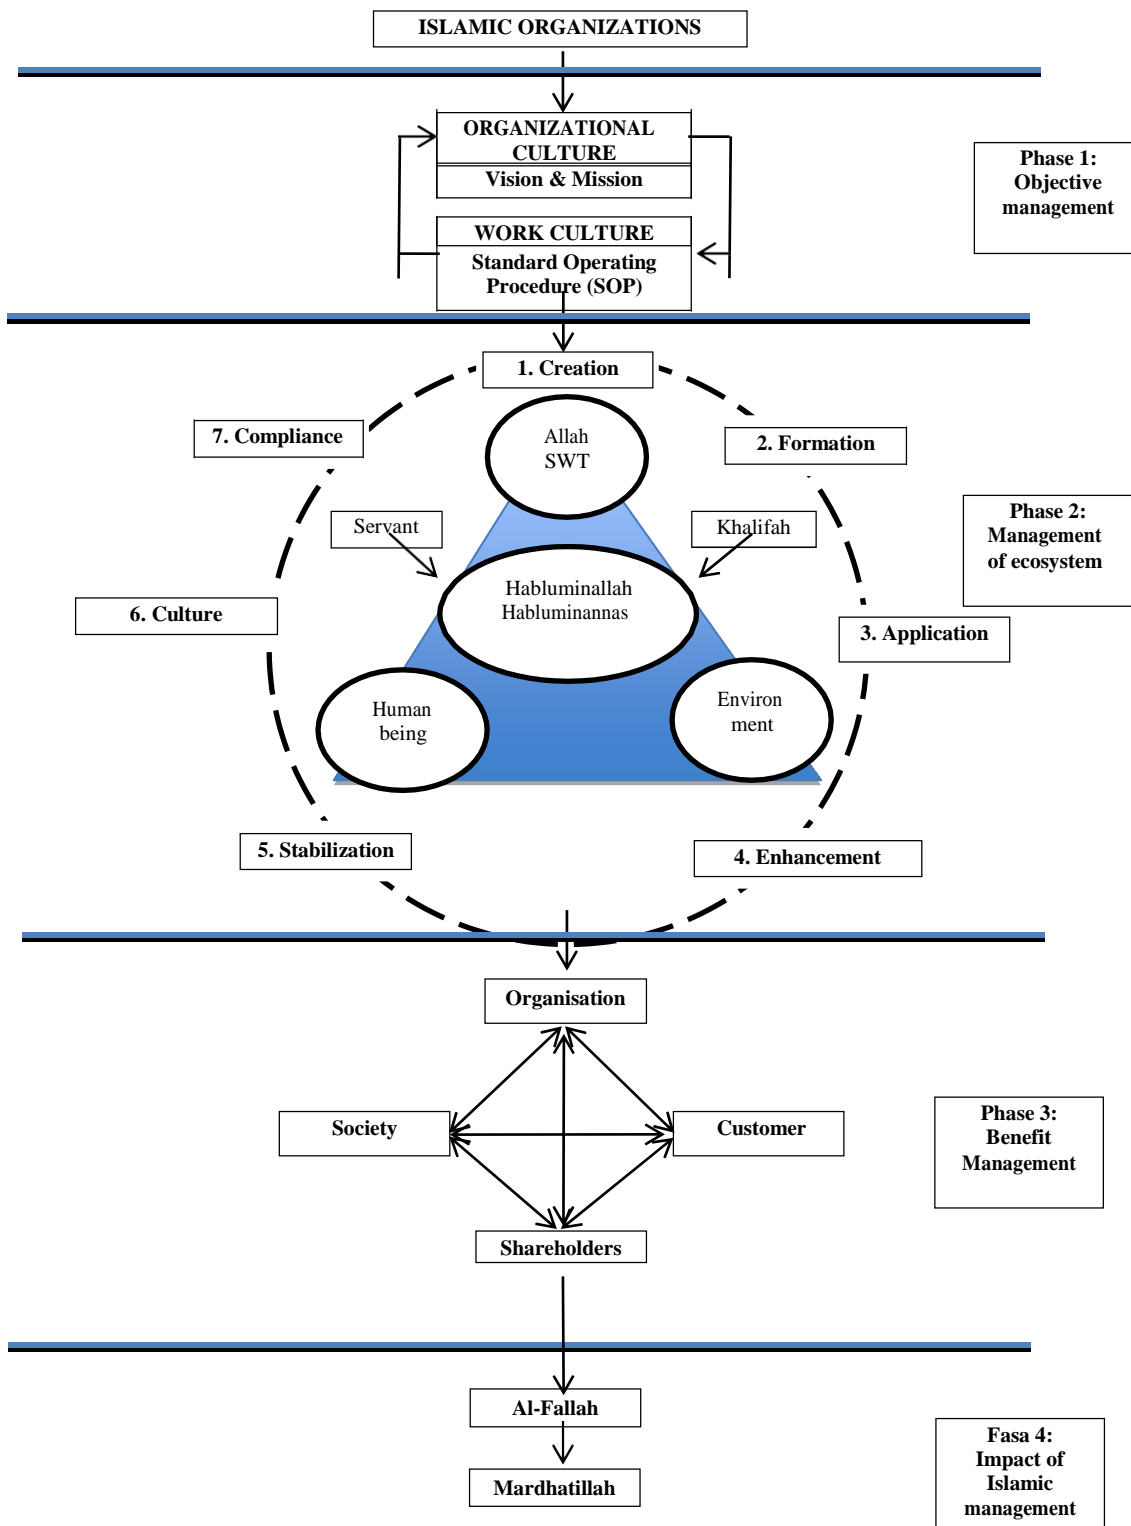 ISLAMIC ORGANIZATIONS
ORGANIZATIONAL
CULTURE
Vision & Mission
Phase 1:
Objective
management
WORK CULTURE
Standard Operating
Procedure (SOP)
1. Creation
7. Compliance
Allah
SWT
2. Formation
Servant
Khalifah
Phase 2:
Management
of ecosystem
Habluminallah
Habluminannas
6. Culture
3. Application
Human
being
Environ
ment
5. Stabilization
4. Enhancement
Organisation
Society
Customer
Phase 3:
Benefit
Management
Shareholders
Al-Fallah
Mardhatillah
Fasa 4:
Impact of
Islamic
management